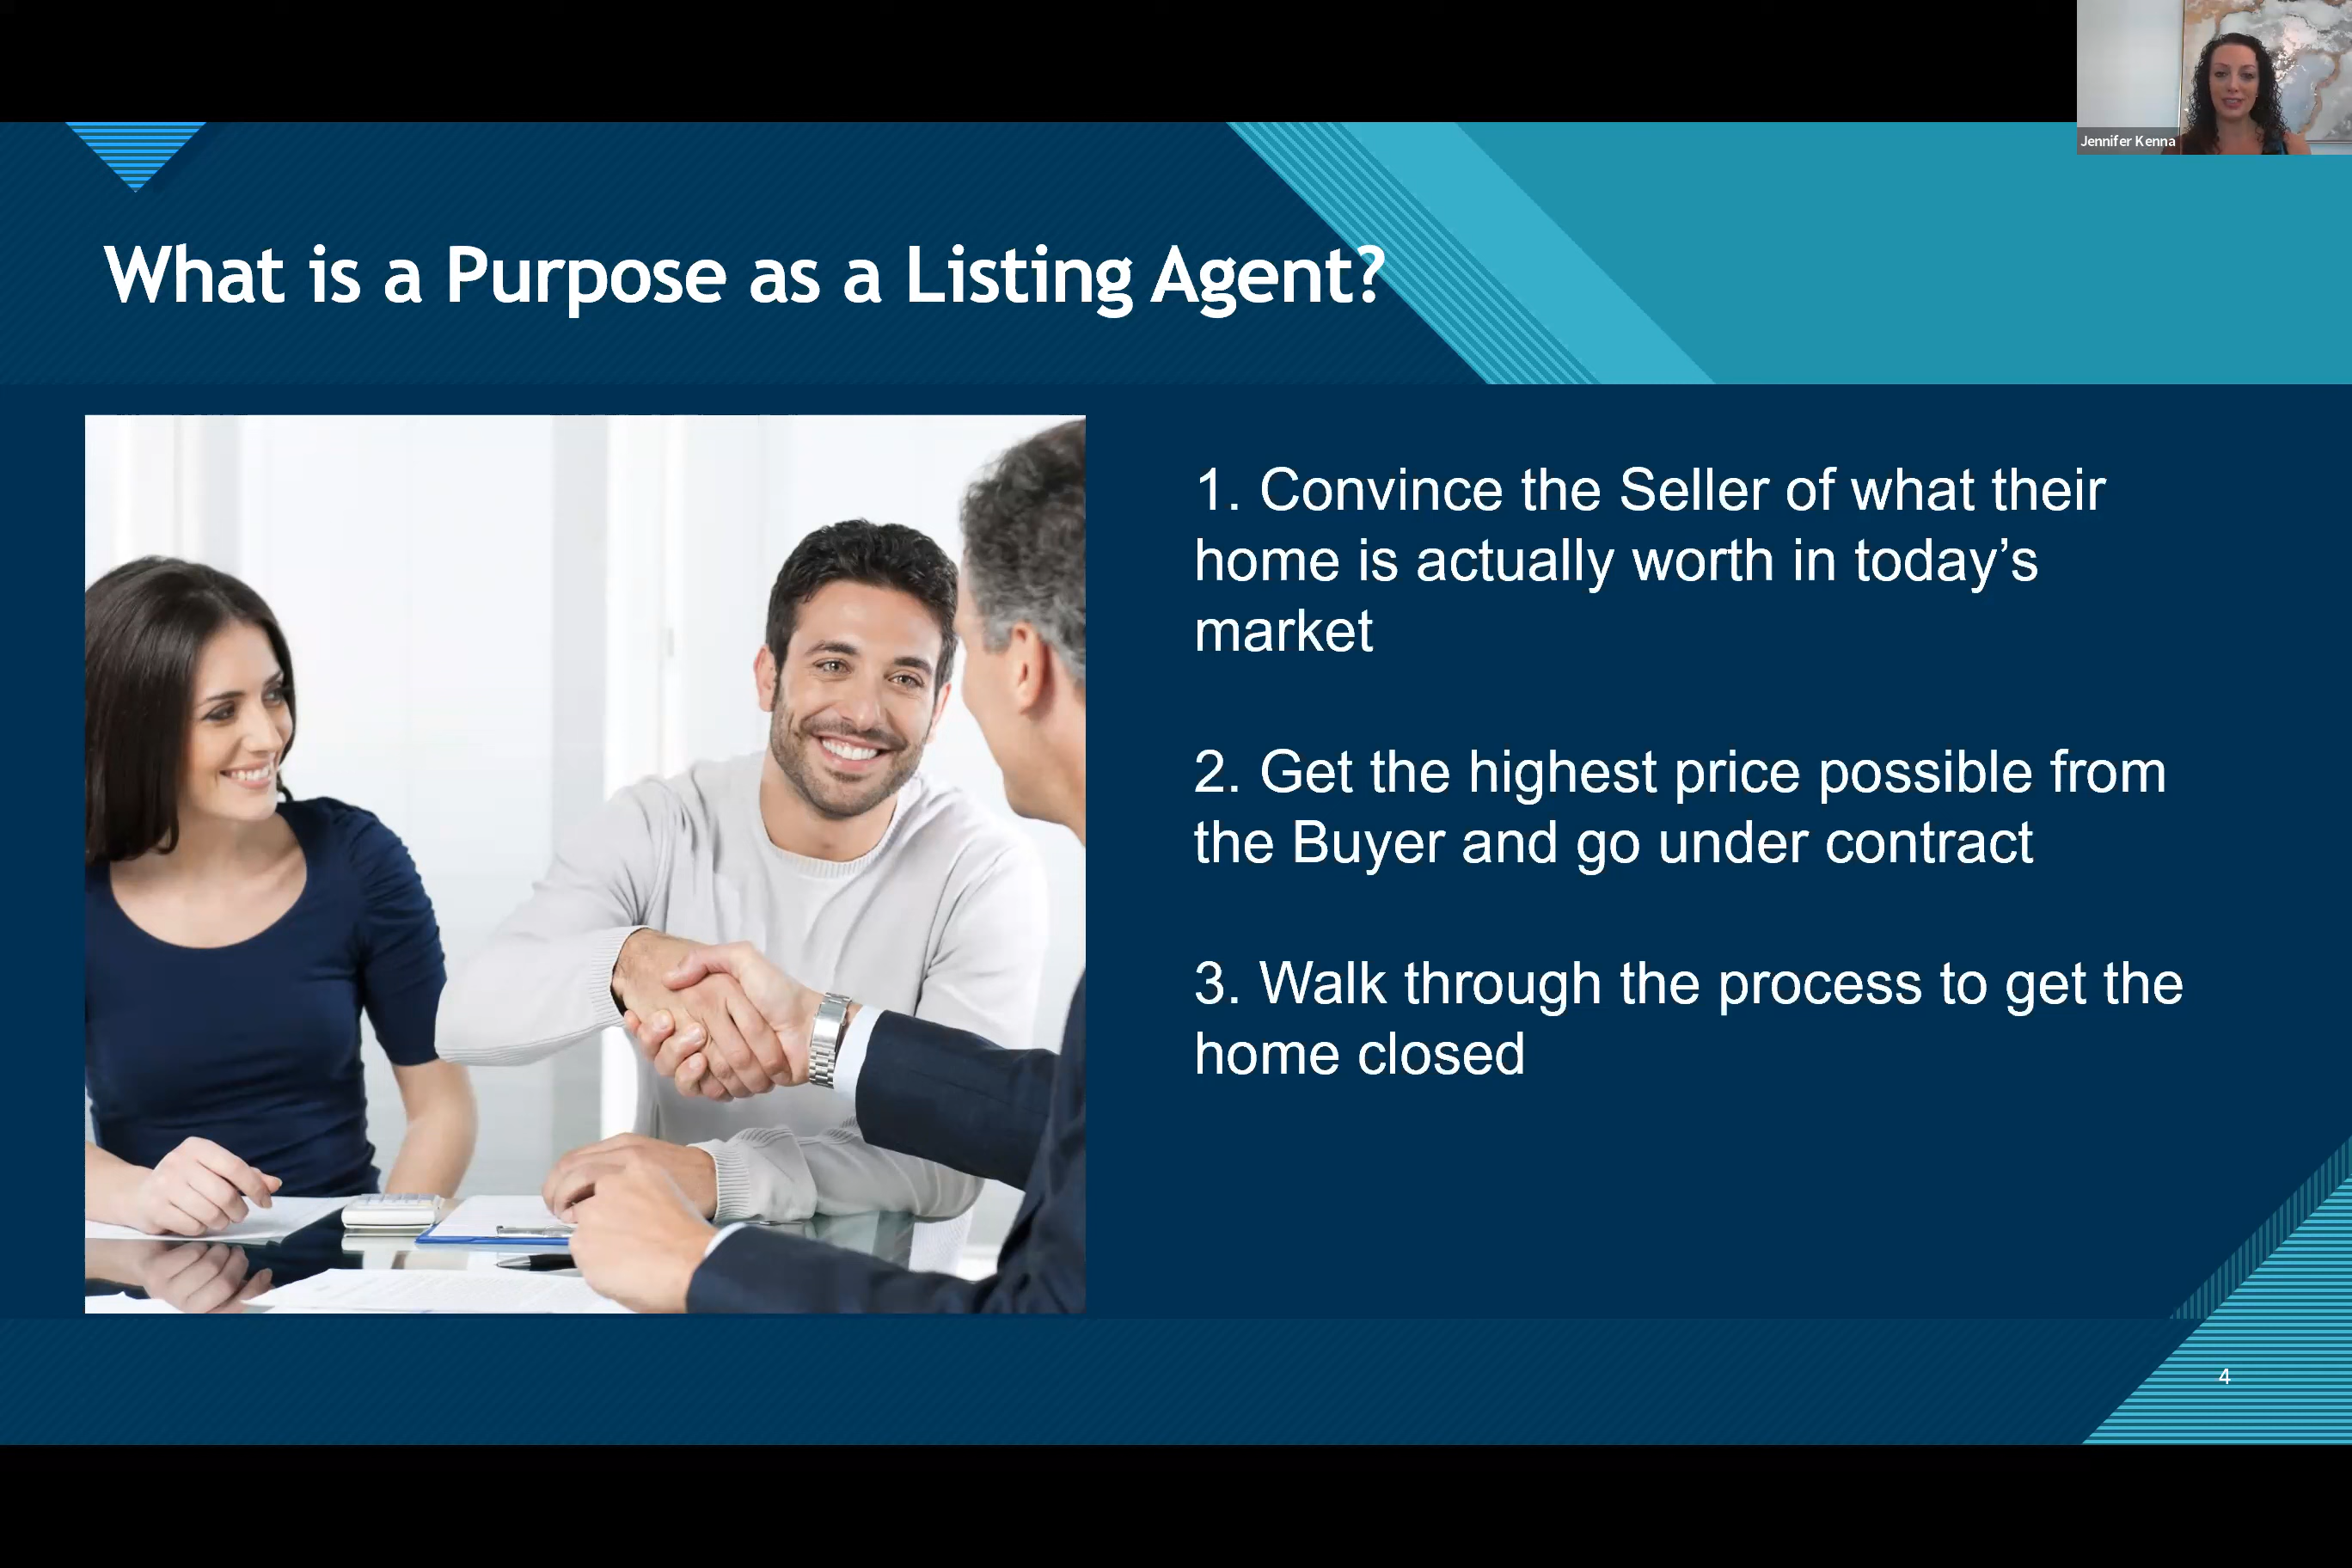 Jennifer Kenna
What is a Purpose as a Listing Agent?
1. Convince the Seller of what their
home is actually worth in today’s
market
2. Get the highest price possible from
the Buyer and go under contract
3. Walk through the process to get the
home closed
4